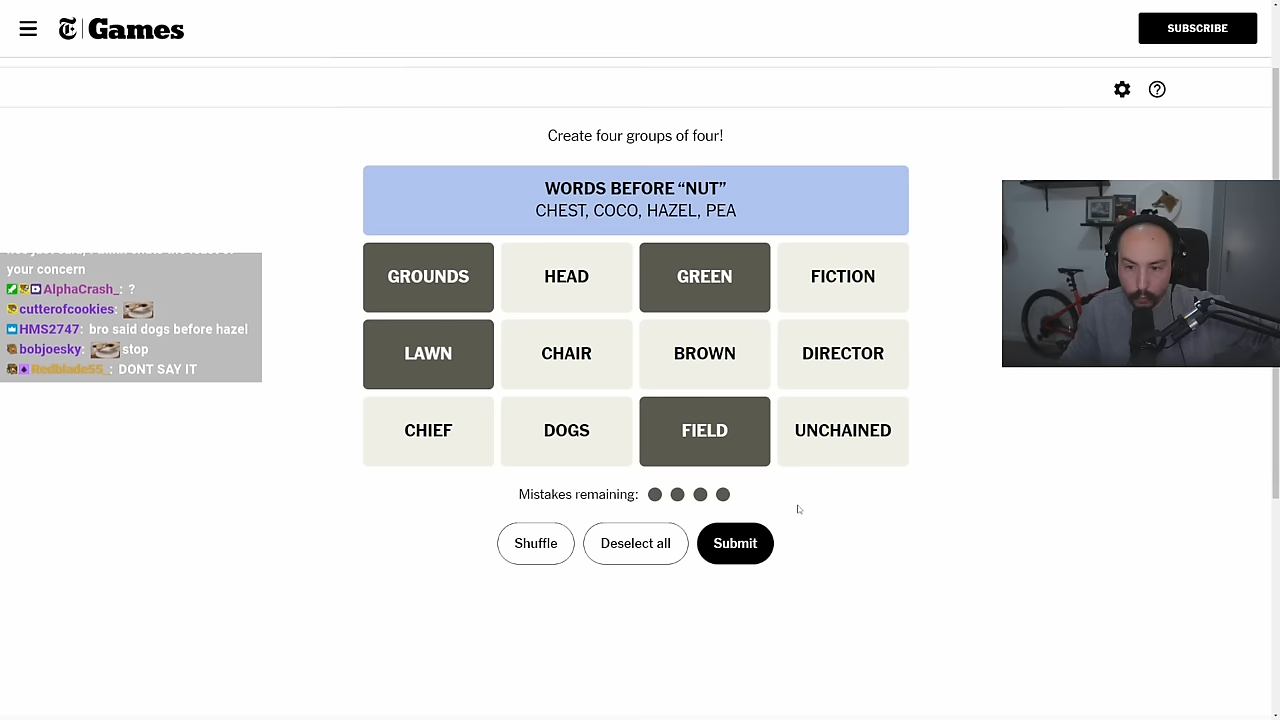 Games
SUBSCRIBE
Create four groups of four!
WORDS BEFORE “NUT”
CHEST, COCO, HAZEL, PEA
GROUNDS
HEAD
GREEN
FICTION
LAWN
CHAIR
BROWN
DIRECTOR
CHIEF
DOGS
FIELD
UNCHAINED
Mistakes remaining:
Shuffle
Deselect all
Submit
your concern
AlphaCrash_: ?
cutterofcookies:
HMS2747: bro said dogs before hazel
bobjoesky: stop
Redblade55_: DONT SAY IT